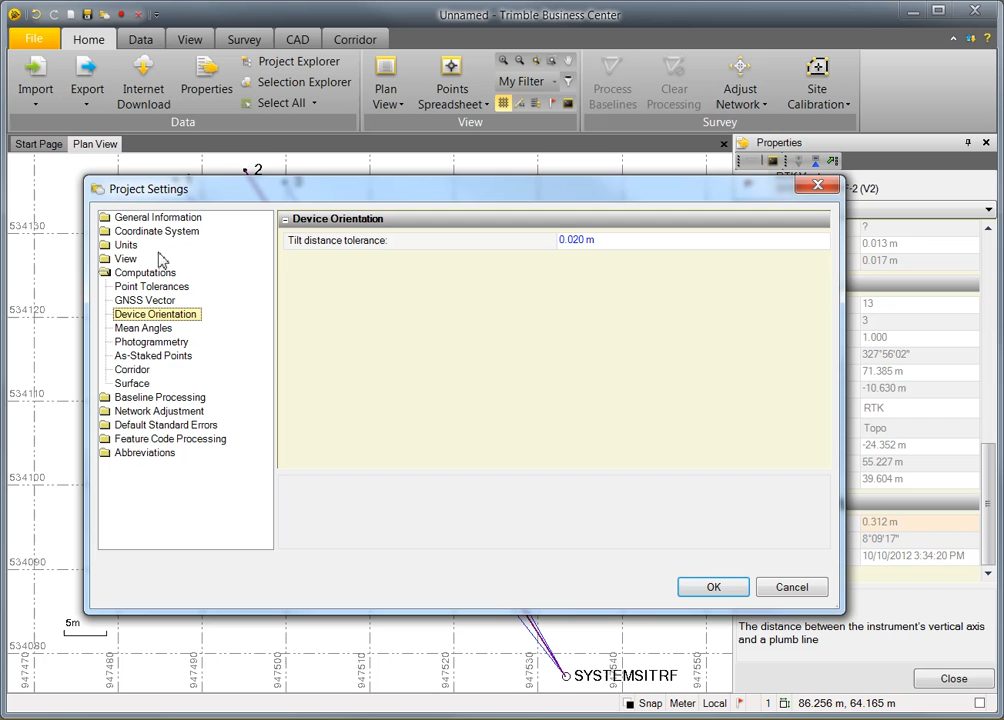 Unnamed - Trimble Business Center
File Home Data View Survey CAD Corridor
Import
Export
Internet Download
Properties
Project Explorer
Selection Explorer
Select All
Data
Plan View
Points Spreadsheet
My Filter
View
Process Baselines
Clear Processing
Adjust Network
Site Calibration
Survey
Start Page Plan View
Properties
2
3
F-2 (V2)
Project Settings
General Information
Coordinate System
Units
View
Computations
Point Tolerances
GNSS Vector
Device Orientation
Mean Angles
Photogrammetry
As-Staked Points
Corridor
Surface
Baseline Processing
Network Adjustment
Default Standard Errors
Feature Code Processing
Abbreviations
Device Orientation
Tilt distance tolerance: 0.020 m
OK Cancel
?
0.013 m
0.017 m
13
3
1.000
327°56'02"
71.385 m
-10.630 m
RTK
Topo
-24.352 m
55.227 m
39.604 m
0.312 m
8°09'17"
10/10/2012 3:34:20 PM
The distance between the instrument's vertical axis
and a plumb line
Close
534130
534120
534110
534100
534090
534080
5m
947470
947480
947490
947500
947510
947520
947530
947540
947550
SYSTEMSITRF
Snap Meter Local 1 86.256 m, 64.165 m